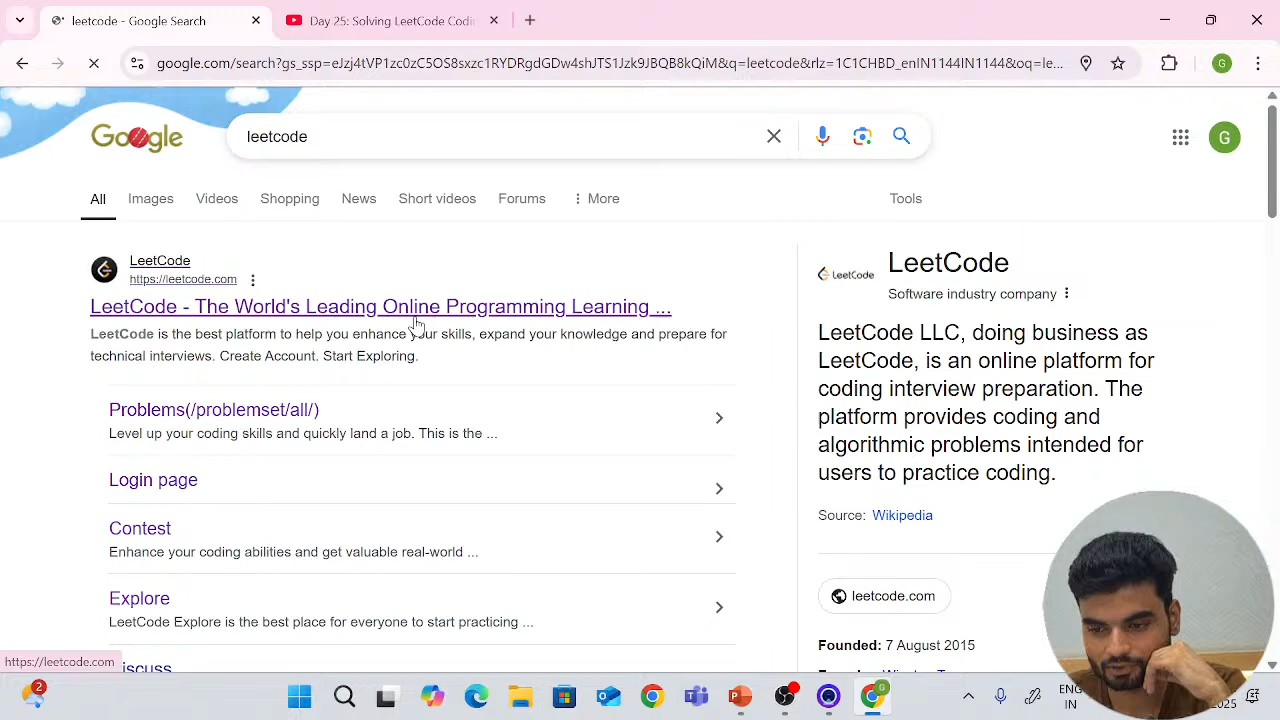 leetcode - Google Search
Day 25: Solving LeetCode Codin
google.com/search?gs_ssp=eJzj4tVP1zc0zC5OS8sxzc1RYDRgdGDw4shJTS1Jzk9JBQB8kQiM&q=leetcode&rlz=1C1CHBD_enIN1144IN1144&oq=le...
G
Google
leetcode
G
All
Images
Videos
Shopping
News
Short videos
Forums
More
Tools
LeetCode
https://leetcode.com
LeetCode - The World's Leading Online Programming Learning ...
LeetCode is the best platform to help you enhance your skills, expand your knowledge and prepare for
technical interviews. Create Account. Start Exploring.
Problems(/problemset/all/)
Level up your coding skills and quickly land a job. This is the ...
Login page
Contest
Enhance your coding abilities and get valuable real-world ...
Explore
LeetCode Explore is the best place for everyone to start practicing ...
https://leetcode.com
iscuss
LeetCode
LeetCode
Software industry company
LeetCode LLC, doing business as
LeetCode, is an online platform for
coding interview preparation. The
platform provides coding and
algorithmic problems intended for
users to practice coding.
Source: Wikipedia
leetcode.com
Founded: 7 August 2015
2
G
ENG
IN
2025